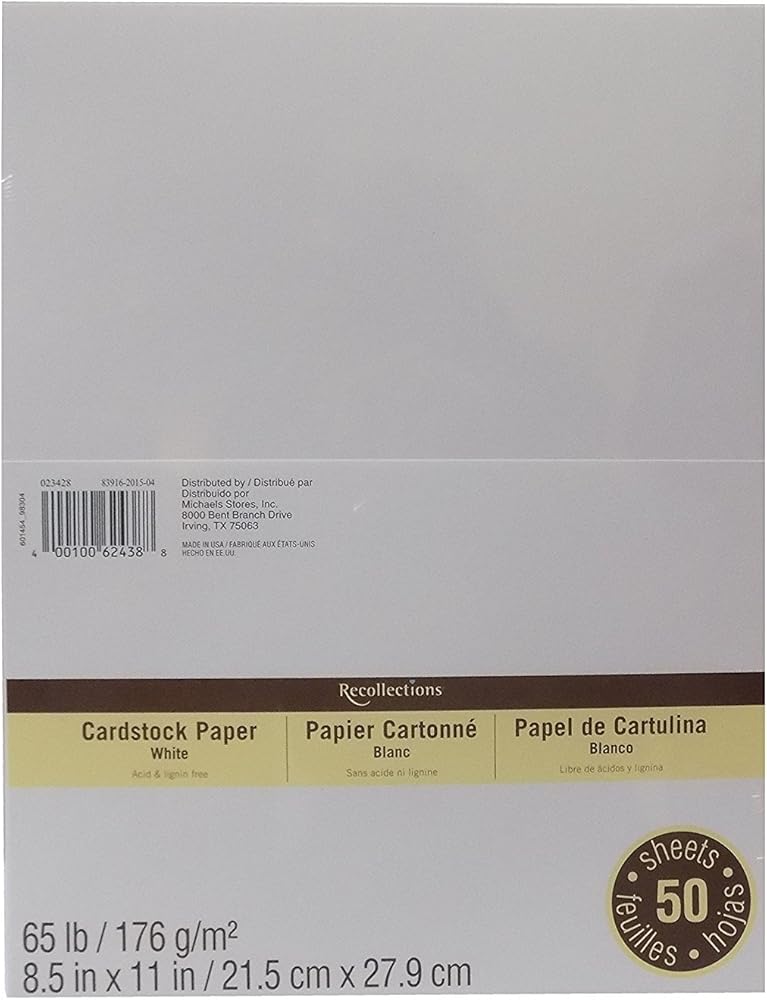 023428 83916-2015-04
601454_98304
4 00100 62438 8
Distributed by / Distribué par
Distribuido por
Michaels Stores, Inc.
8000 Bent Branch Drive
Irving, TX 75063
MADE IN USA / FABRIQUÉ AUX ÉTATS-UNIS
HECHO EN EE.UU.
Recollections
Cardstock Paper
White
Acid & lignin free
Papier Cartonné
Blanc
Sans acide ni lignine
Papel de Cartulina
Blanco
Libre de ácidos y lignina
sheets
50
feuilles • hojas
65 lb / 176 g/m²
8.5 in x 11 in / 21.5 cm x 27.9 cm